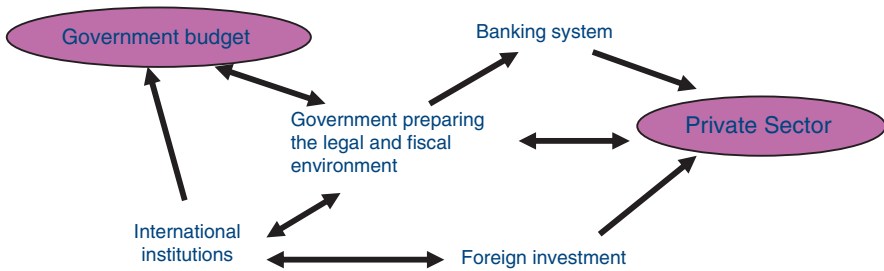 Government budget
Banking system
Government preparing
the legal and fiscal
environment
Private Sector
International
institutions
Foreign investment